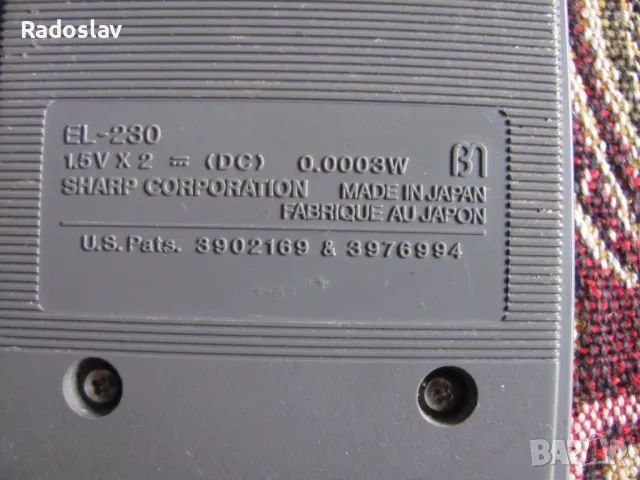 Radoslav
EL-230
1.5V X 2 ⎓ (DC) 0.0003W
SHARP CORPORATION MADE IN JAPAN
FABRIQUE AU JAPON
U.S. Pats. 3902169 & 3976994
BAZAR